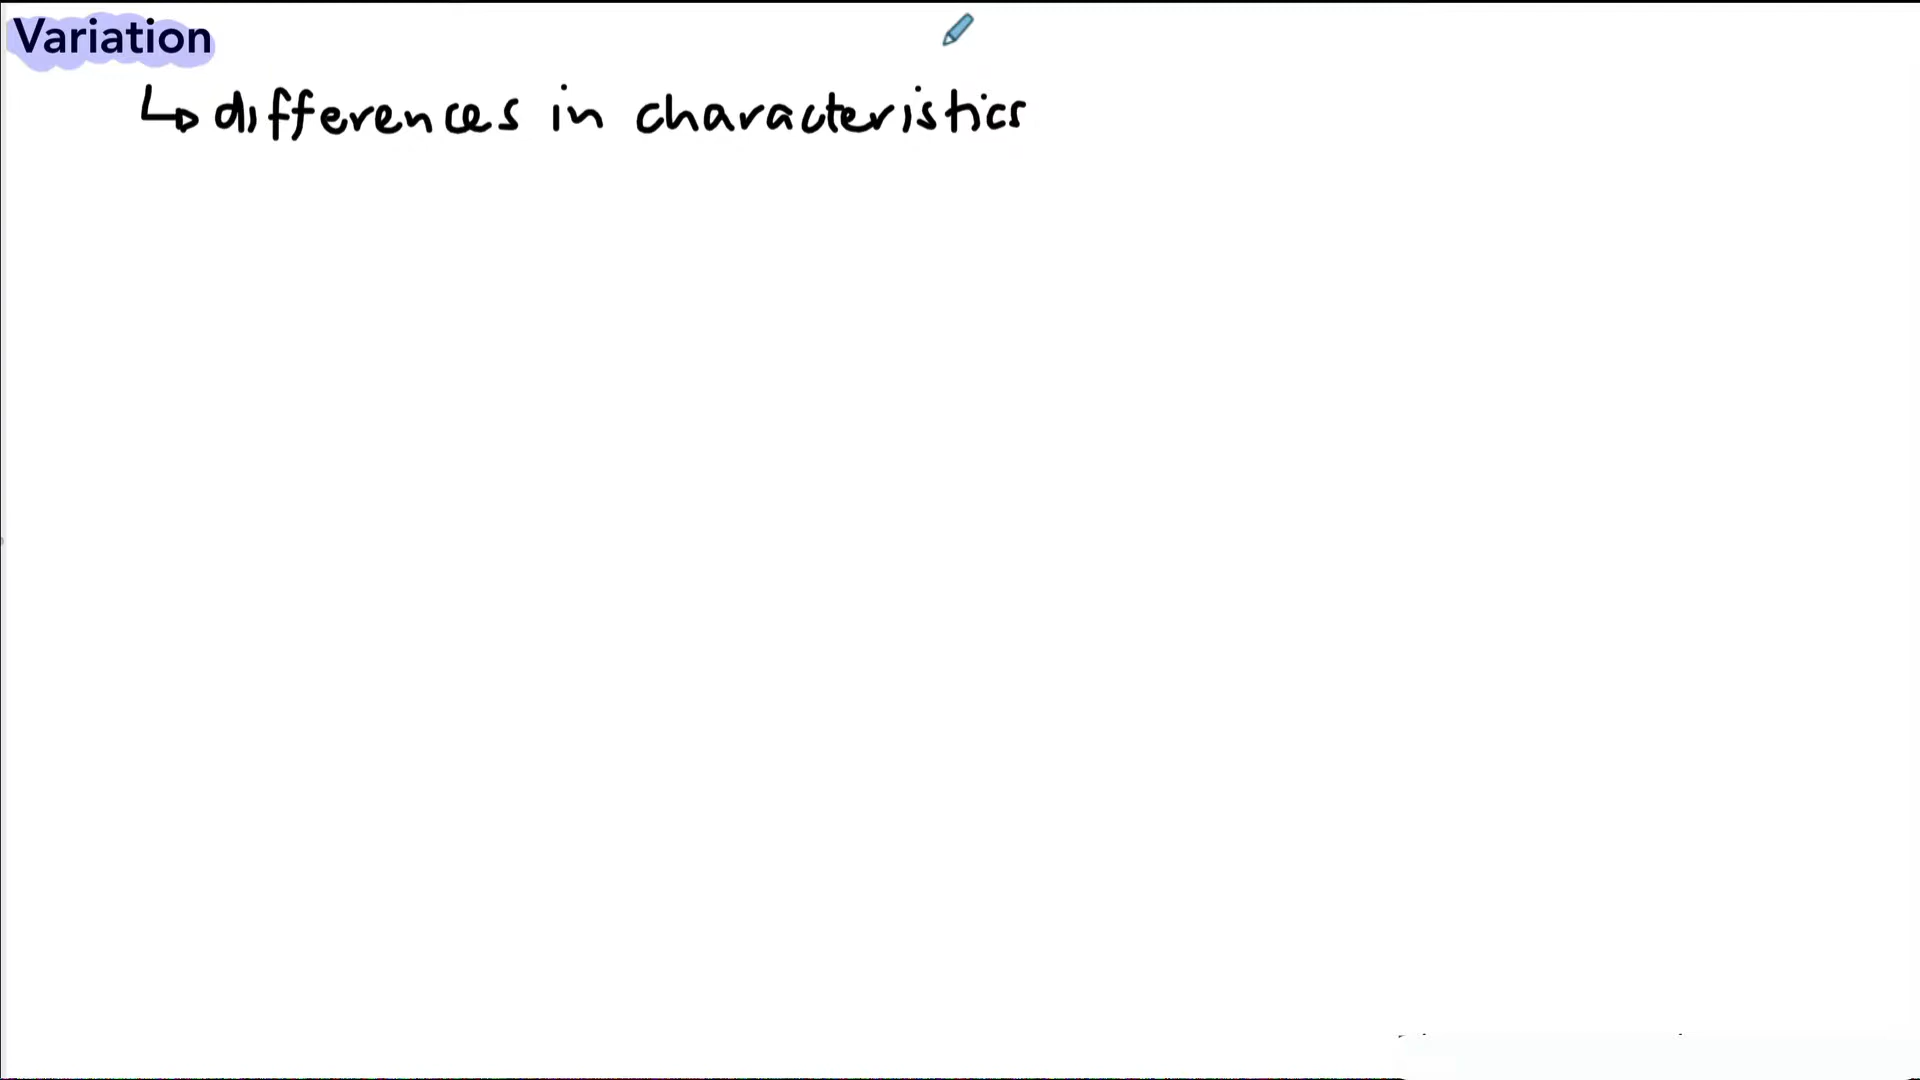 Variation
↳ differences in characteristics